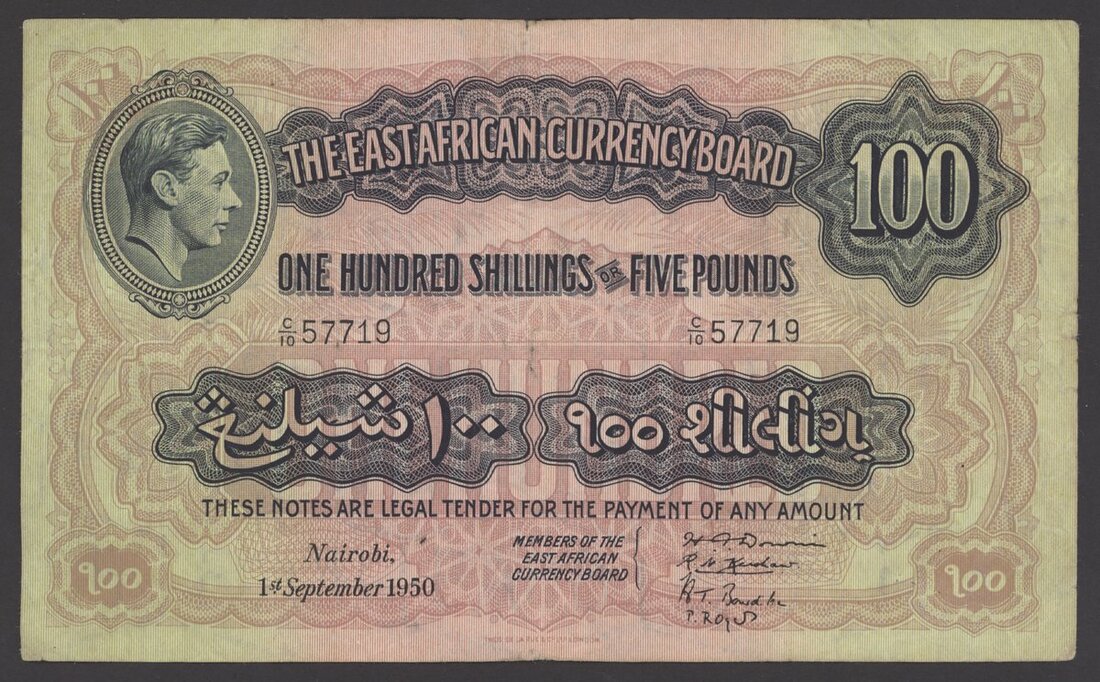 THE EAST AFRICAN CURRENCY BOARD
100
ONE HUNDRED SHILLINGS OR FIVE POUNDS
C/10 57719
C/10 57719
١٠٠ شيلنڠ
૧૦૦ શીલીંગ
THESE NOTES ARE LEGAL TENDER FOR THE PAYMENT OF ANY AMOUNT
Nairobi,
1st September 1950
MEMBERS OF THE
EAST AFRICAN
CURRENCY BOARD
P. Rogers
૧૦૦
૧૦૦